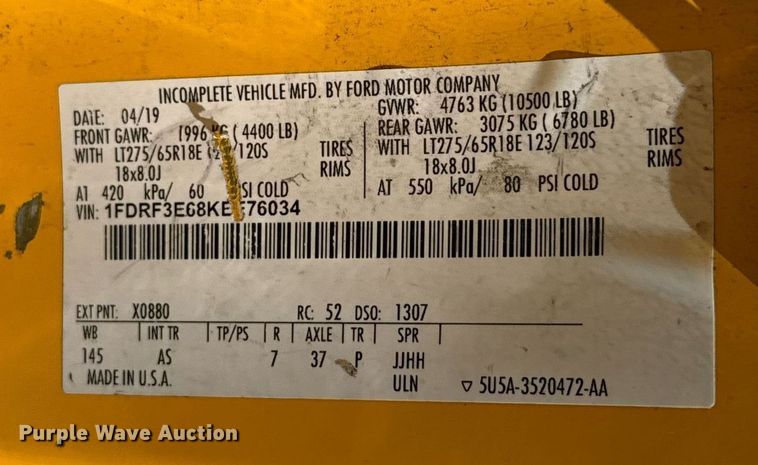 INCOMPLETE VEHICLE MFD. BY FORD MOTOR COMPANY
DATE: 04/19 GVWR: 4763 KG (10500 LB)
FRONT GAWR: 1996 KG ( 4400 LB) REAR GAWR: 3075 KG ( 6780 LB)
WITH LT275/65R18E /120S TIRES WITH LT275/65R18E 123/120S TIRES
18x8.0J RIMS 18x8.0J RIMS
AT 420 kPa/ 60 PSI COLD AT 550 kPa/ 80 PSI COLD
VIN: 1FDRF3E68KE 76034
EXT PNT: X0880 RC: 52 DSO: 1307
WB INT TR TP/PS R AXLE TR SPR
145 AS 7 37 P JJHH
MADE IN U.S.A. ULN ▽ 5U5A-3520472-AA
Purple Wave Auction